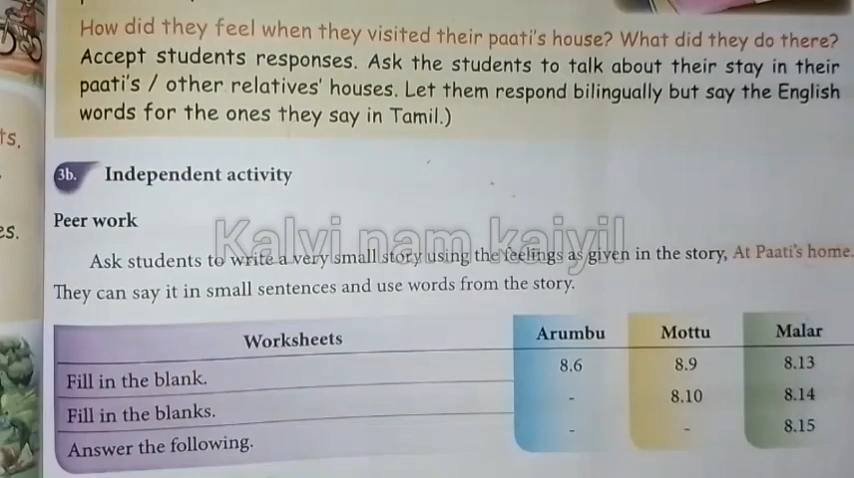 How did they feel when they visited their paati's house? What did they do there?
Accept students responses. Ask the students to talk about their stay in their
paati's / other relatives' houses. Let them respond bilingually but say the English
words for the ones they say in Tamil.)
ts.
3b. Independent activity
es.
Peer work
Kalvi nam kaiyil
Ask students to write a very small story using the feelings as given in the story, At Paati's home.
They can say it in small sentences and use words from the story.
Worksheets Arumbu Mottu Malar
Fill in the blank. 8.6 8.9 8.13
Fill in the blanks. - 8.10 8.14
Answer the following. - - 8.15